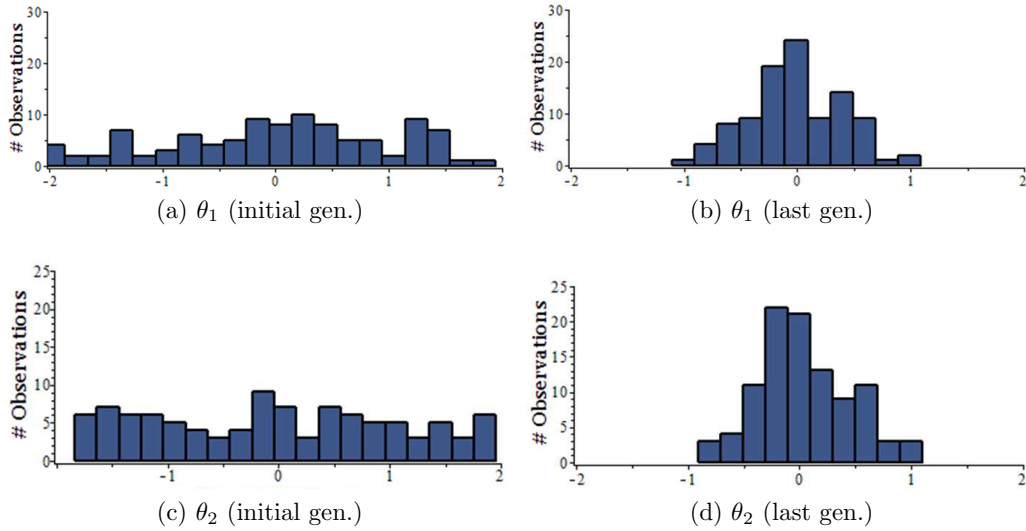 # Observations
30
20
10
0
-2 -1 0 1 2
(a) θ₁ (initial gen.)
# Observations
30
20
10
0
-2 -1 0 1 2
(b) θ₁ (last gen.)
# Observations
25
20
15
10
5
0
-1 0 1 2
(c) θ₂ (initial gen.)
# Observations
25
20
15
10
5
0
-2 -1 0 1 2
(d) θ₂ (last gen.)